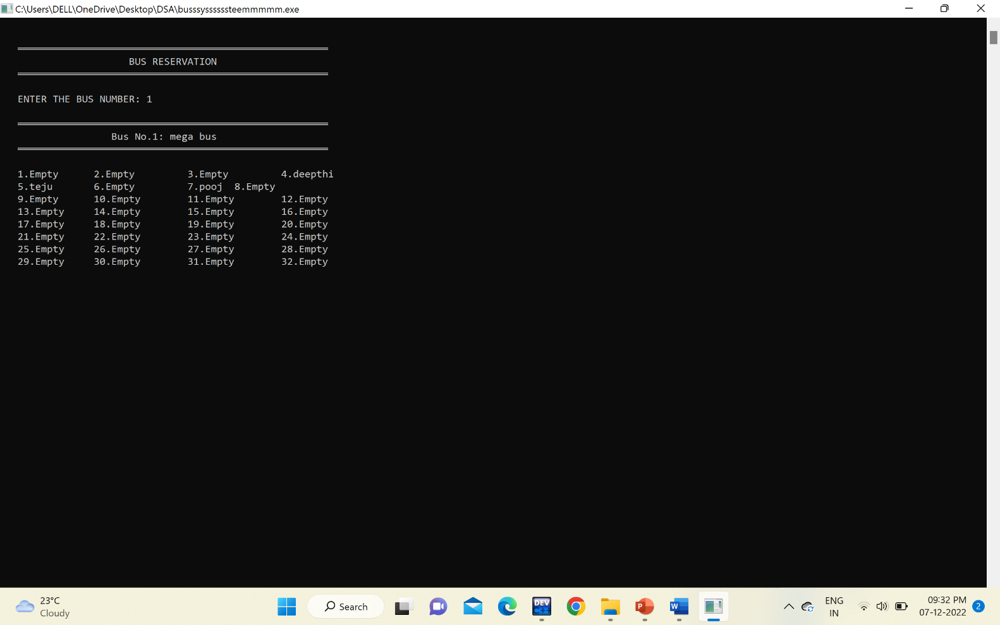 C:\Users\DELL\OneDrive\Desktop\DSA\busssyssssssteemmmmm.exe
BUS RESERVATION
ENTER THE BUS NUMBER: 1
Bus No.1: mega bus
1.Empty 2.Empty 3.Empty 4.deepthi
5.teju 6.Empty 7.pooj 8.Empty
9.Empty 10.Empty 11.Empty 12.Empty
13.Empty 14.Empty 15.Empty 16.Empty
17.Empty 18.Empty 19.Empty 20.Empty
21.Empty 22.Empty 23.Empty 24.Empty
25.Empty 26.Empty 27.Empty 28.Empty
29.Empty 30.Empty 31.Empty 32.Empty
23°C
Cloudy
Search
DEV
C++
P
W
ENG
IN
09:32 PM
07-12-2022
2